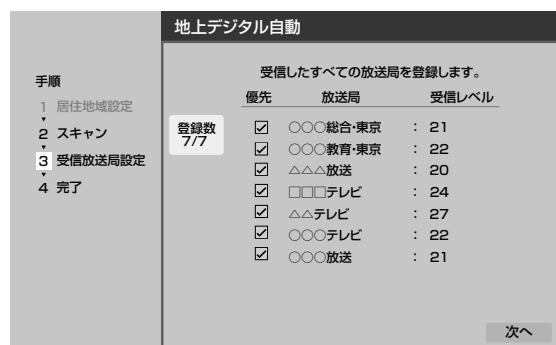 地上デジタル自動
手順
1 居住地域設定
2 スキャン
3 受信放送局設定
4 完了
受信したすべての放送局を登録します。
優先 放送局 受信レベル
登録数
7/7
○○○総合・東京 : 21
○○○教育・東京 : 22
△△△放送 : 20
□□□テレビ : 24
△△テレビ : 27
○○○テレビ : 22
○○○放送 : 21
次へ